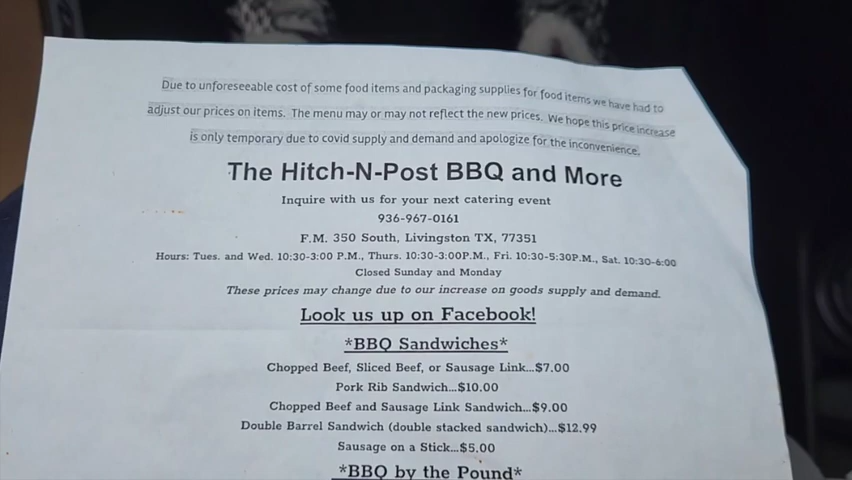 Due to unforeseeable cost of some food items and packaging supplies for food items we have had to
adjust our prices on items. The menu may or may not reflect the new prices. We hope this price increase
is only temporary due to covid supply and demand and apologize for the inconvenience.
The Hitch-N-Post BBQ and More
Inquire with us for your next catering event
936-967-0161
F.M. 350 South, Livingston TX, 77351
Hours: Tues. and Wed. 10:30-3:00 P.M., Thurs. 10:30-3:00P.M., Fri. 10:30-5:30P.M., Sat. 10:30-6:00
Closed Sunday and Monday
These prices may change due to our increase on goods supply and demand.
Look us up on Facebook!
*BBQ Sandwiches*
Chopped Beef, Sliced Beef, or Sausage Link...$7.00
Pork Rib Sandwich...$10.00
Chopped Beef and Sausage Link Sandwich...$9.00
Double Barrel Sandwich (double stacked sandwich)...$12.99
Sausage on a Stick...$5.00
*BBQ by the Pound*